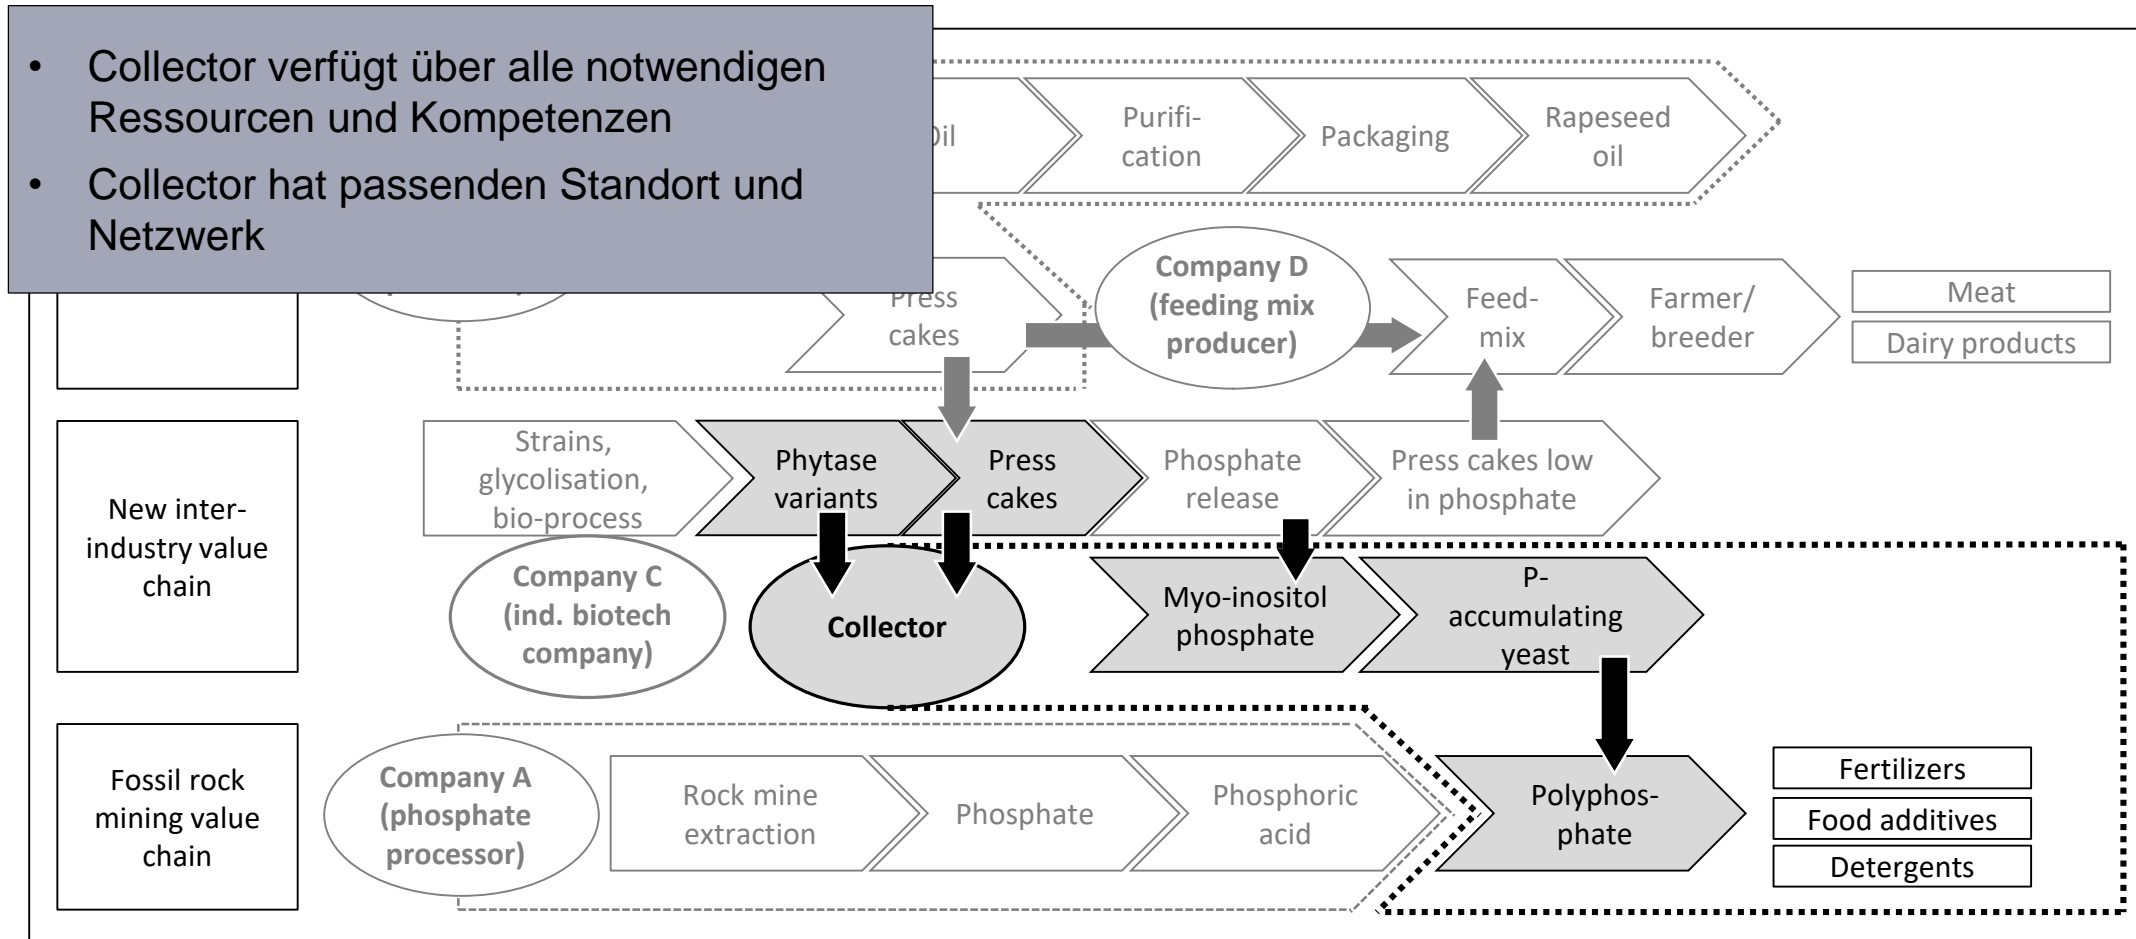 • Collector verfügt über alle notwendigen
Ressourcen und Kompetenzen
• Collector hat passenden Standort und
Netzwerk
Purifi-
cation
Packaging
Rapeseed
oil
Press
cakes
Company D
(feeding mix
producer)
Feed-
mix
Farmer/
breeder
Meat
Dairy products
New inter-
industry value
chain
Strains,
glycolisation,
bio-process
Phytase
variants
Press
cakes
Phosphate
release
Press cakes low
in phosphate
Company C
(ind. biotech
company)
Collector
Myo-inositol
phosphate
P-
accumulating
yeast
Fossil rock
mining value
chain
Company A
(phosphate
processor)
Rock mine
extraction
Phosphate
Phosphoric
acid
Polyphos-
phate
Fertilizers
Food additives
Detergents